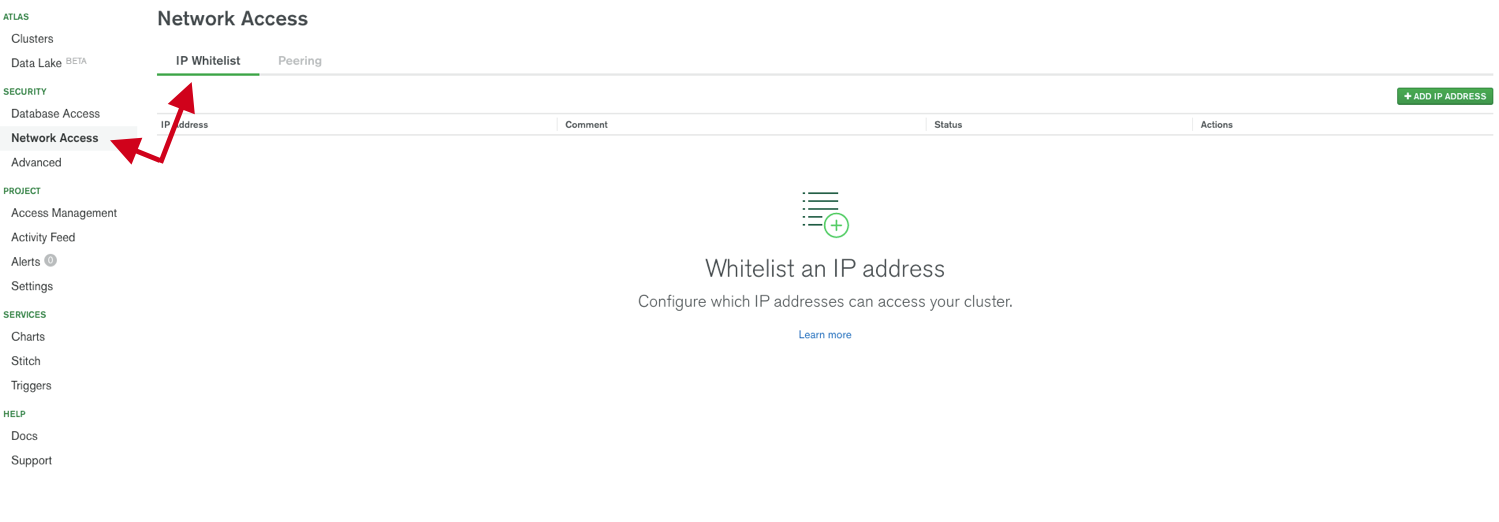 ATLAS
Clusters
Data Lake BETA
SECURITY
Database Access
Network Access
Advanced
PROJECT
Access Management
Activity Feed
Alerts 0
Settings
SERVICES
Charts
Stitch
Triggers
HELP
Docs
Support
Network Access
IP Whitelist Peering
+ ADD IP ADDRESS
IP Address Comment Status Actions
Whitelist an IP address
Configure which IP addresses can access your cluster.
Learn more